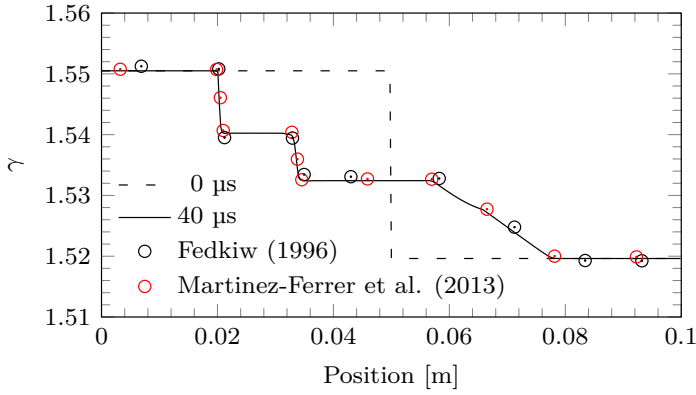 1.56
1.55
1.54
1.53
1.52
1.51
γ
0 μs
40 μs
Fedkiw (1996)
Martinez-Ferrer et al. (2013)
0 0.02 0.04 0.06 0.08 0.1
Position [m]